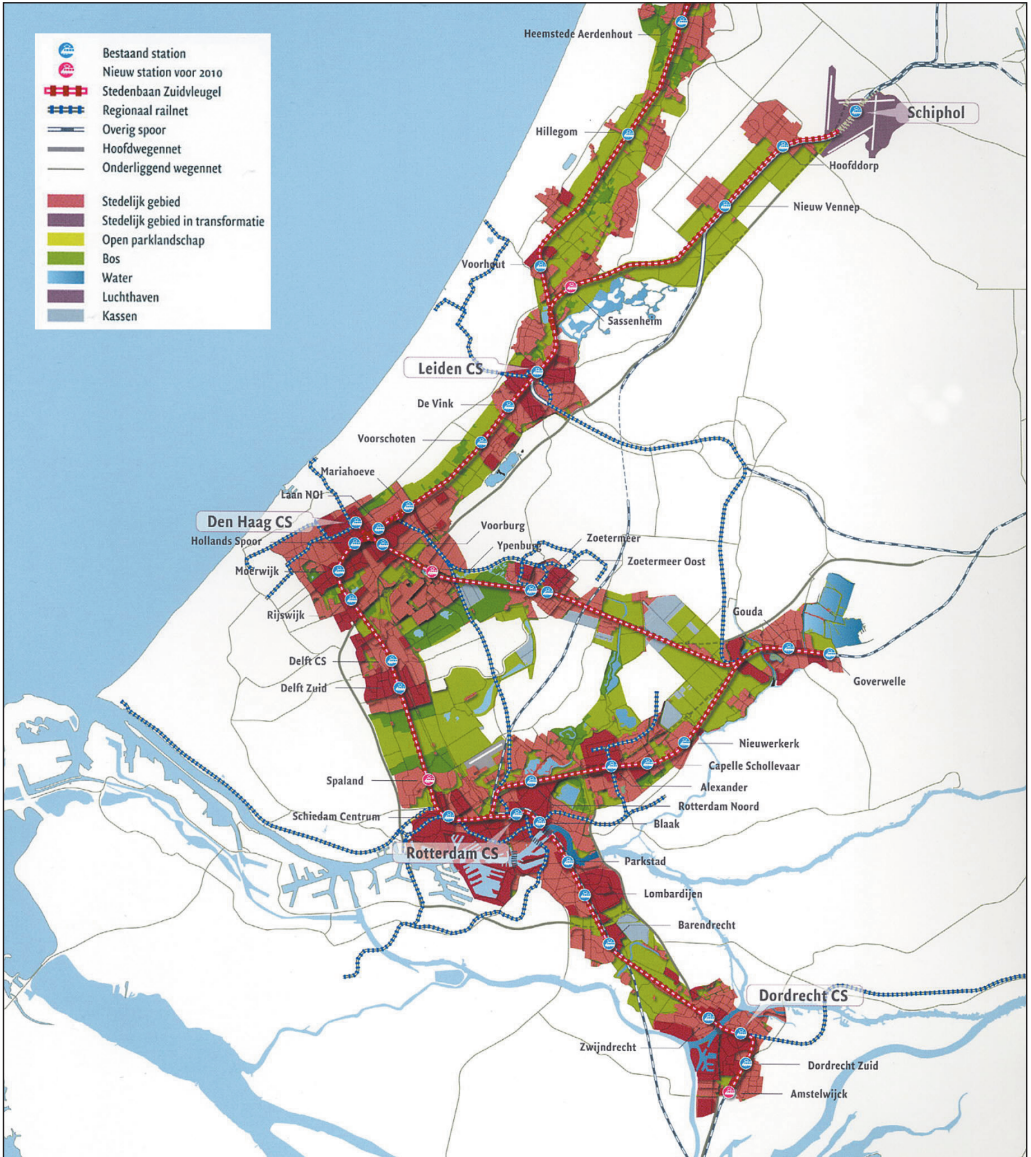 Bestaand station
Nieuw station voor 2010
Stedenbaan Zuidvleugel
Regionaal railnet
Overig spoor
Hoofdwegennet
Onderliggend wegennet
Stedelijk gebied
Stedelijk gebied in transformatie
Open parklandschap
Bos
Water
Luchthaven
Kassen
Heemstede Aerdenhout
Schiphol
Hillegom
Hoofddorp
Nieuw Vennep
Voorhout
Sassenheim
Leiden CS
De Vink
Voorschoten
Mariahoeve
Laan NOI
Den Haag CS
Voorburg
Hollands Spoor
Ypenburg
Zoetermeer
Zoetermeer Oost
Moerwijk
Rijswijk
Gouda
Delft CS
Goverwelle
Delft Zuid
Nieuwerkerk
Capelle Schollevaar
Spaland
Alexander
Rotterdam Noord
Schiedam Centrum
Blaak
Rotterdam CS
Parkstad
Lombardijen
Barendrecht
Dordrecht CS
Zwijndrecht
Dordrecht Zuid
Amstelwijck